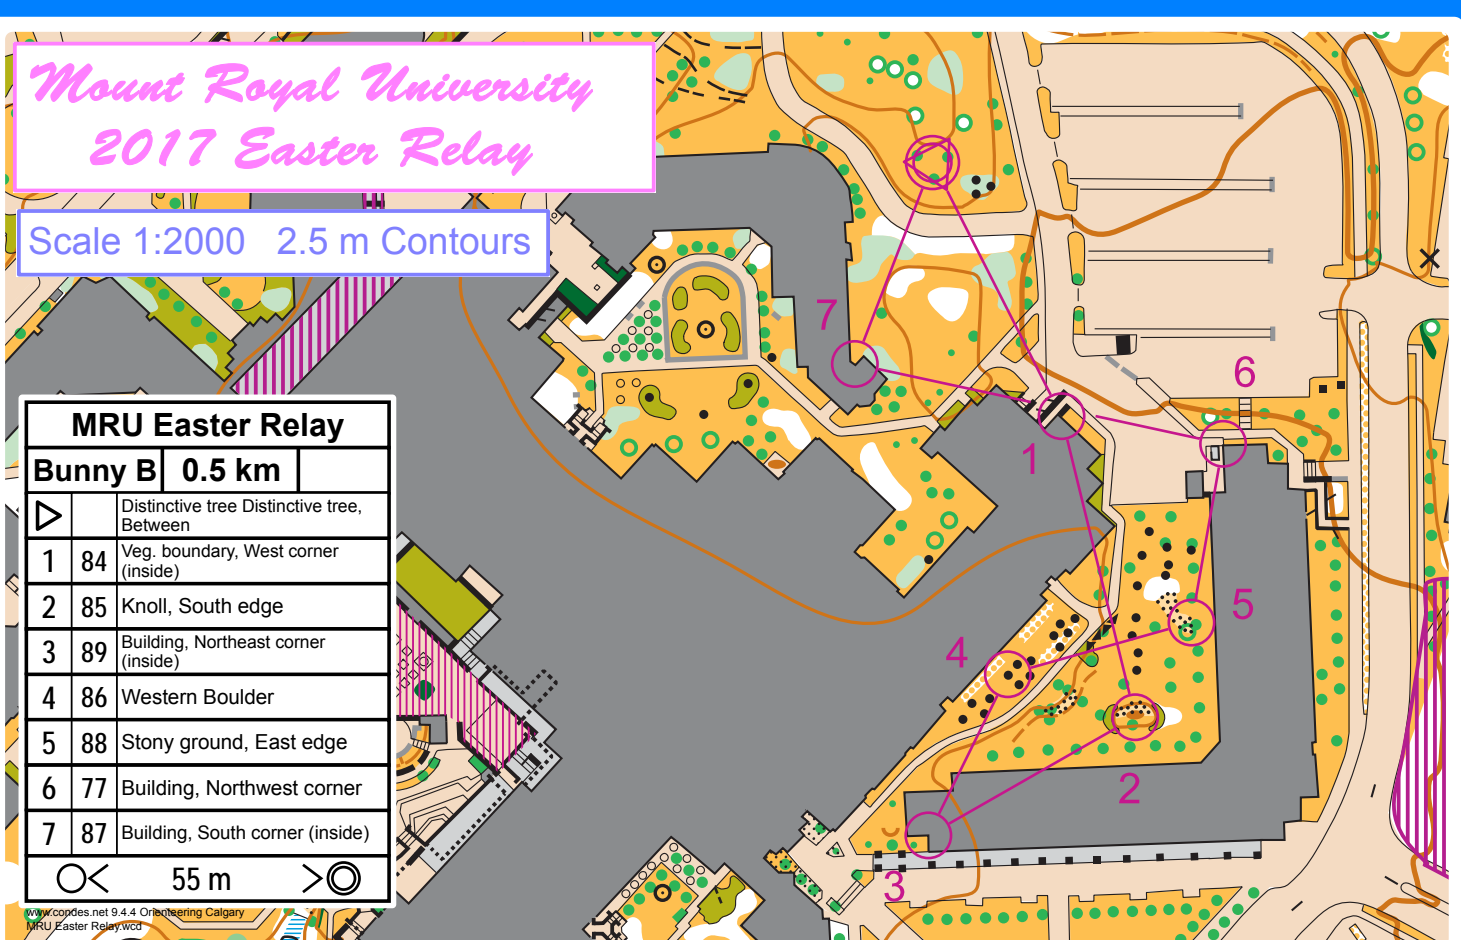 Mount Royal University
2017 Easter Relay
Scale 1:2000 2.5 m Contours
MRU Easter Relay
Bunny B 0.5 km
Distinctive tree Distinctive tree,
Between
1 84 Veg. boundary, West corner
(inside)
2 85 Knoll, South edge
3 89 Building, Northeast corner
(inside)
4 86 Western Boulder
5 88 Stony ground, East edge
6 77 Building, Northwest corner
7 87 Building, South corner (inside)
55 m
www.condes.net 9.4.4 Orienteering Calgary
MRU Easter Relay.wcd
7
6
1
5
4
2
3